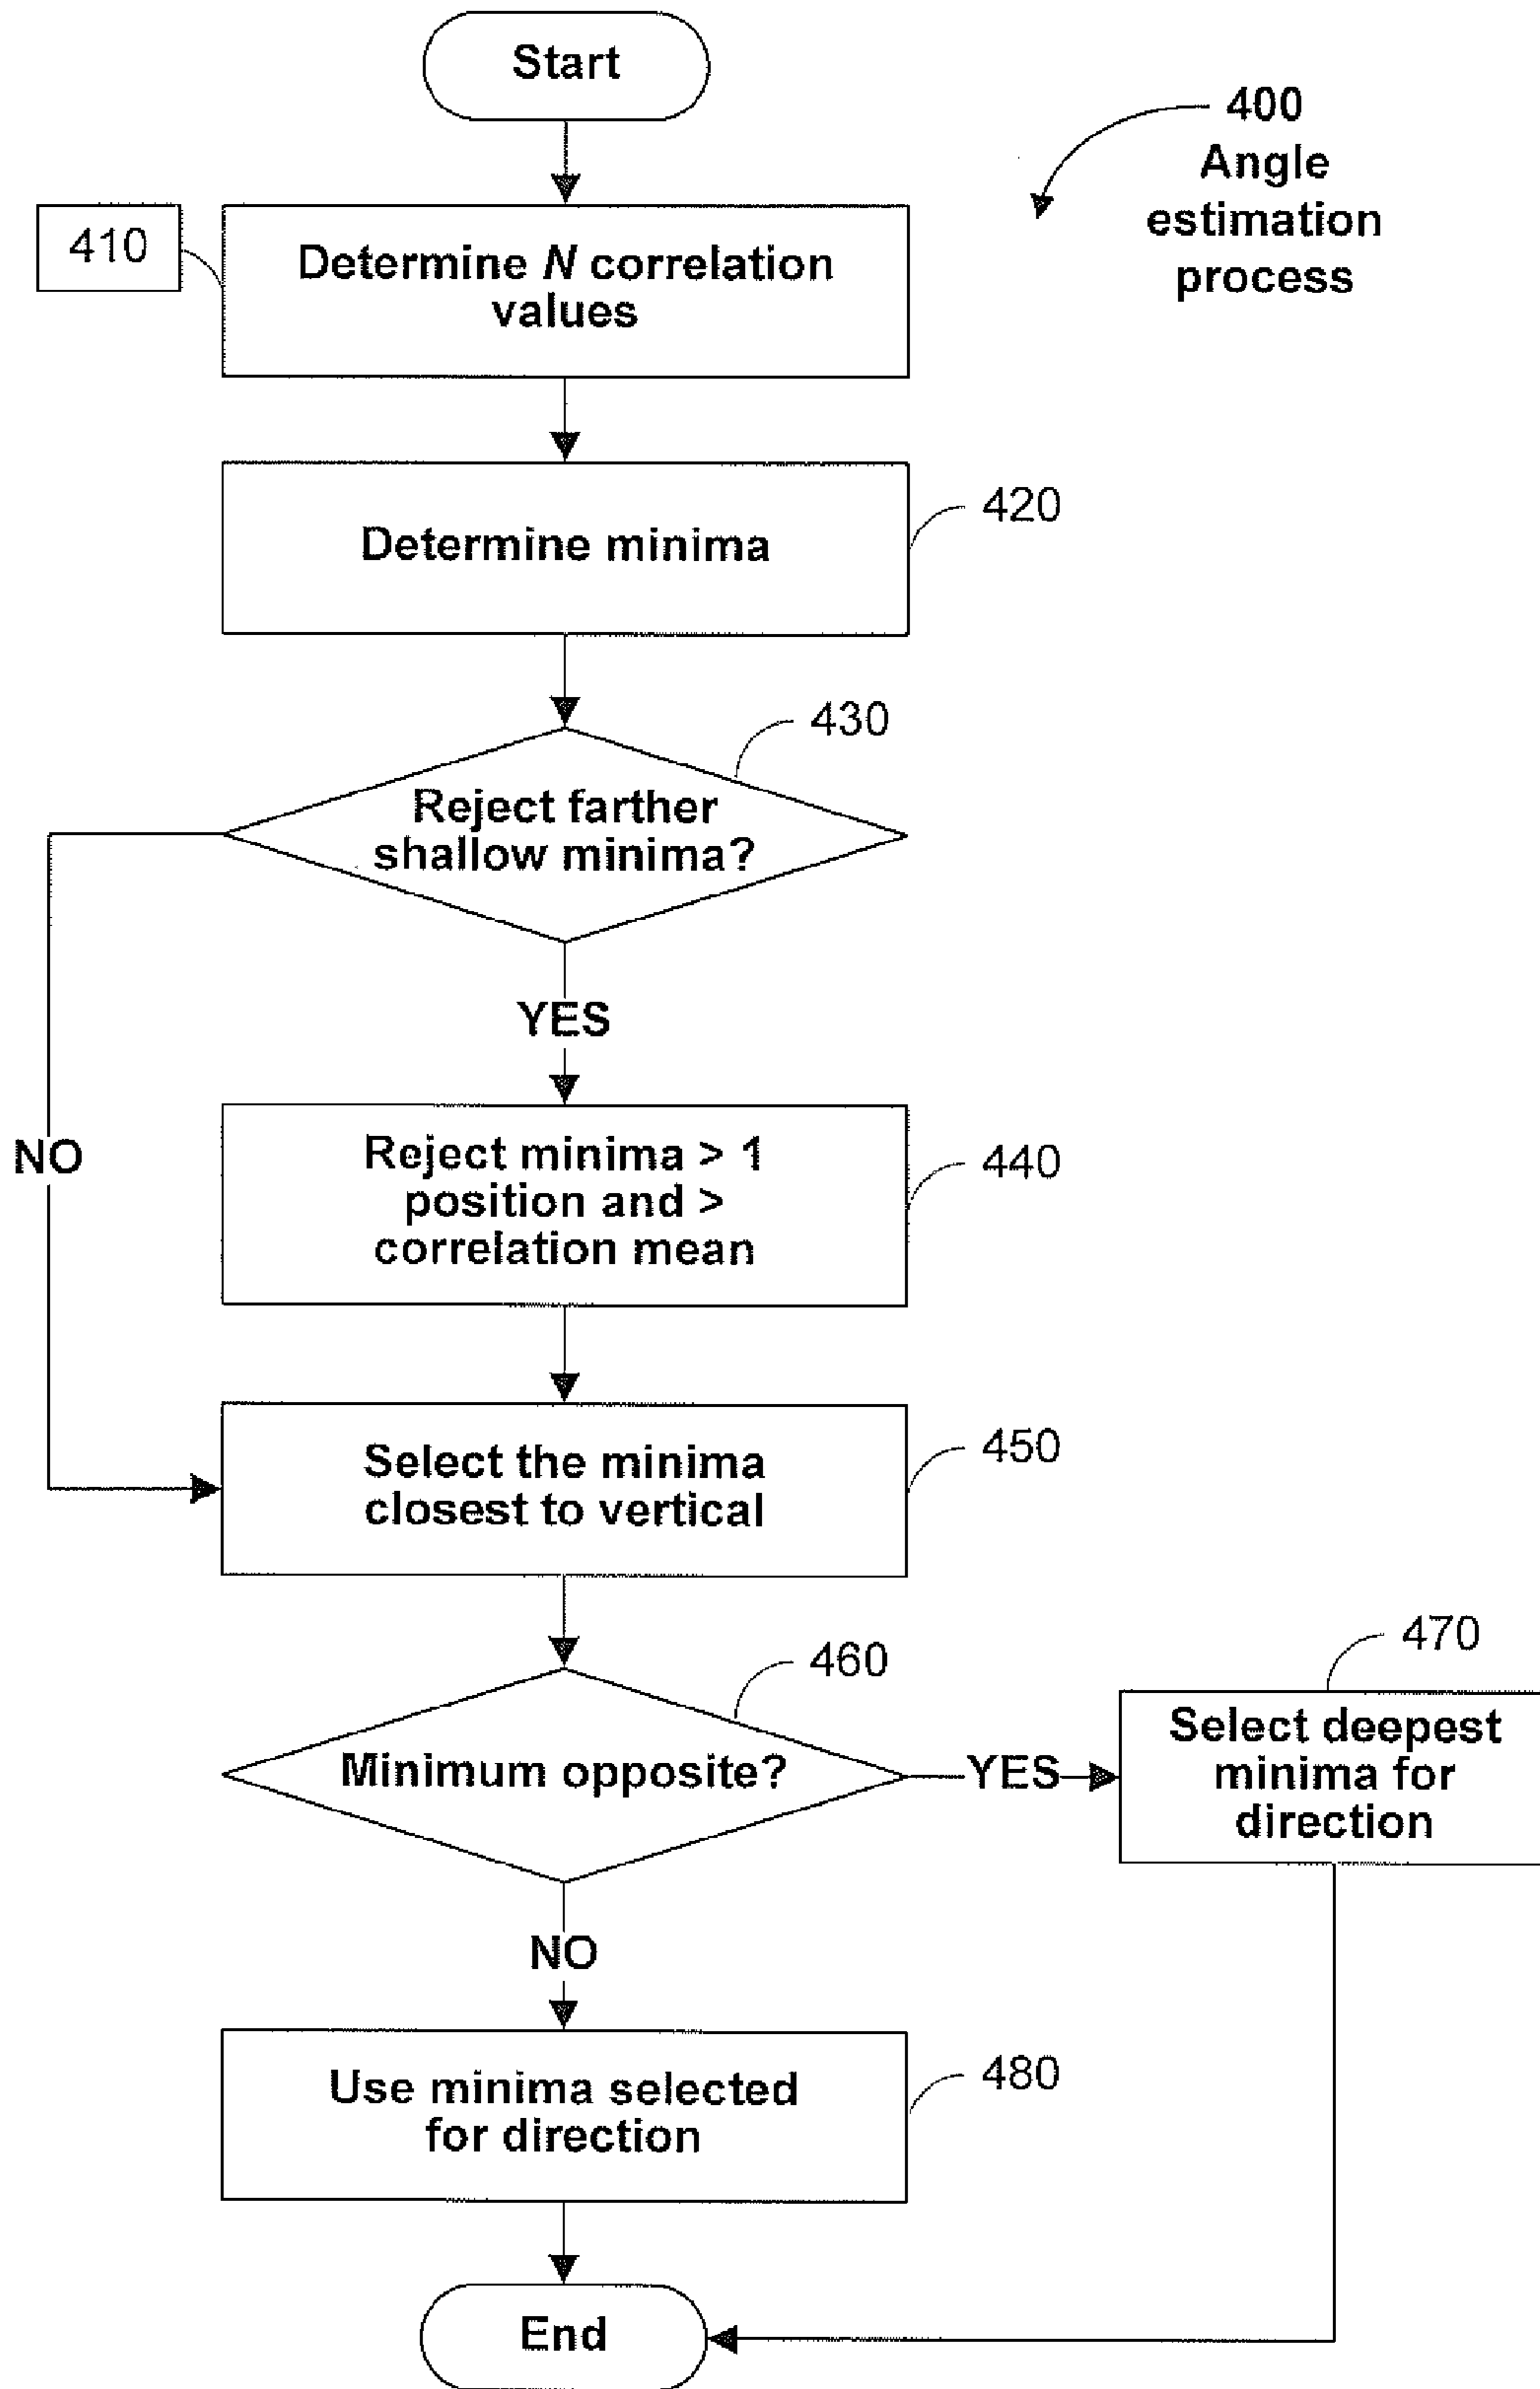 Start
400
Angle
estimation
process
410
Determine N correlation
values
420
Determine minima
430
Reject farther
shallow minima?
YES
NO
440
Reject minima > 1
position and >
correlation mean
450
Select the minima
closest to vertical
460
Minimum opposite?
YES
470
Select deepest
minima for
direction
NO
480
Use minima selected
for direction
End